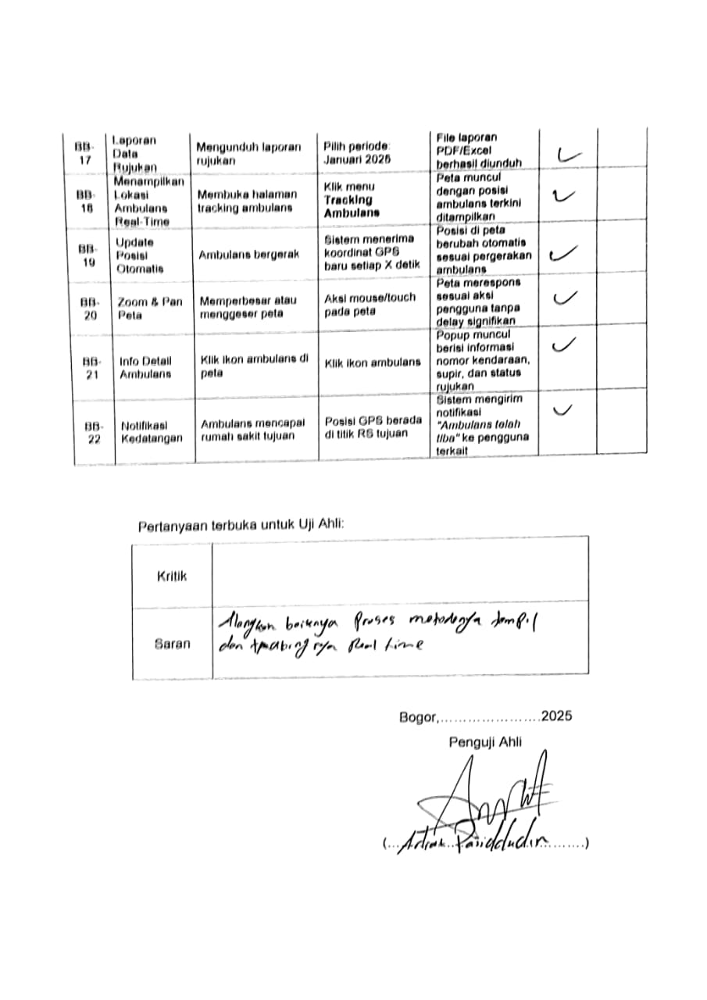 BB-
17
Laporan
Data
Rujukan
Mengunduh laporan
rujukan
Pilih periode:
Januari 2025
File laporan
PDF/Excel
berhasil diunduh
BB-
18
Menampilkan
Lokasi
Ambulans
Real-Time
Membuka halaman
tracking ambulans
Klik menu
Tracking
Ambulans
Peta muncul
dengan posisi
ambulans terkini
ditampilkan
BB-
19
Update
Posisi
Otomatis
Ambulans bergerak
Sistem menerima
koordinat GPS
baru setiap X detik
Posisi di peta
berubah otomatis
sesuai pergerakan
ambulans
BB-
20
Zoom & Pan
Peta
Memperbesar atau
menggeser peta
Aksi mouse/touch
pada peta
Peta merespons
sesuai aksi
pengguna tanpa
delay signifikan
BB-
21
Info Detail
Ambulans
Klik ikon ambulans di
peta
Klik ikon ambulans
Popup muncul
berisi informasi
nomor kendaraan,
supir, dan status
rujukan
BB-
22
Notifikasi
Kedatangan
Ambulans mencapai
rumah sakit tujuan
Posisi GPS berada
di titik RS tujuan
Sistem mengirim
notifikasi
"Ambulans telah
tiba" ke pengguna
terkait
Pertanyaan terbuka untuk Uji Ahli:
Kritik
Saran
Alangkah baiknya proses metodenya tampil
dan Real time
Bogor,......................2025
Penguji Ahli